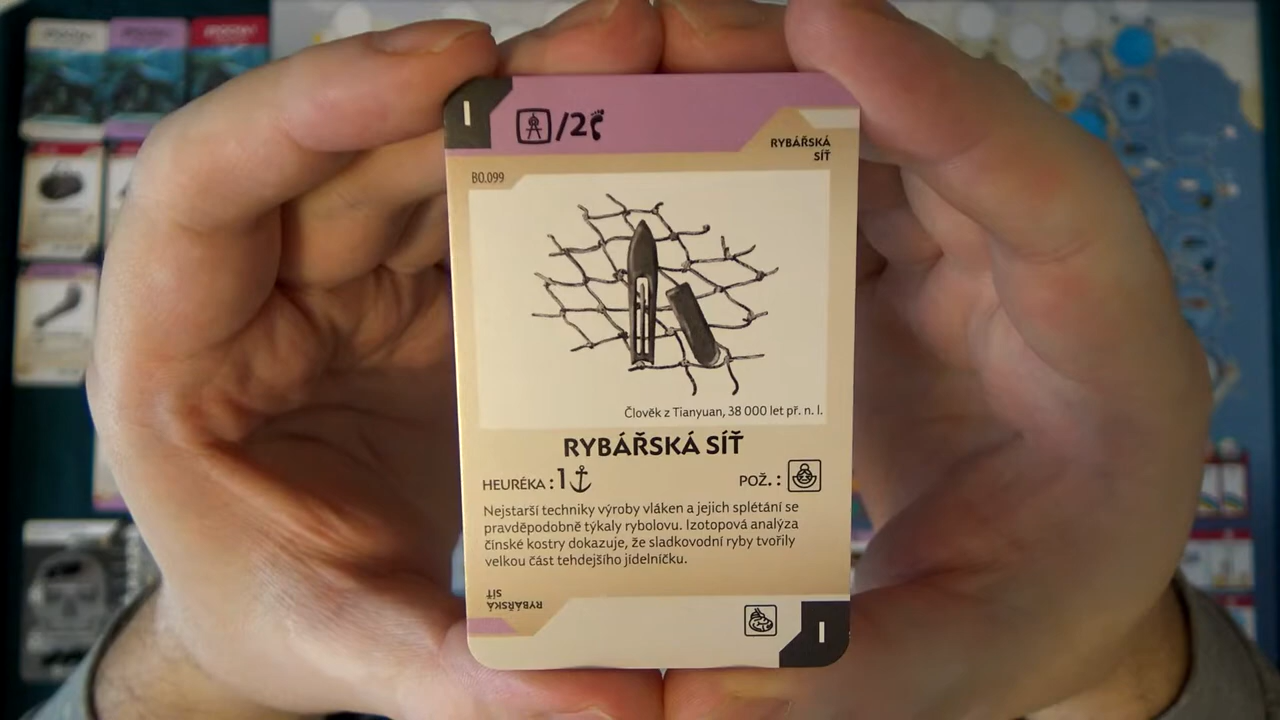 I
/2
RYBÁŘSKÁ
SÍŤ
BO.099
Člověk z Tianyuan, 38 000 let př. n. l.
RYBÁŘSKÁ SÍŤ
HEURÉKA : 1
POŽ. :
Nejstarší techniky výroby vláken a jejich splétání se
pravděpodobně týkaly rybolovu. Izotopová analýza
čínské kostry dokazuje, že sladkovodní ryby tvořily
velkou část tehdejšího jídelníčku.
RYBÁŘSKÁ
SÍŤ
I